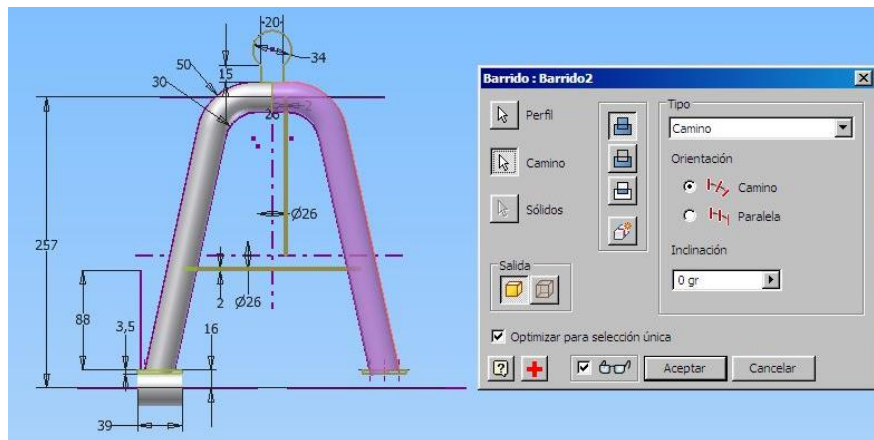 20
34
50
15
30
2
26
257
Ø26
88
3,5
2
Ø26
16
39
Barrido : Barrido2
Perfil
Camino
Sólidos
Salida
Tipo
Camino
Orientación
Camino
Paralela
Inclinación
0 gr
Optimizar para selección única
Aceptar
Cancelar